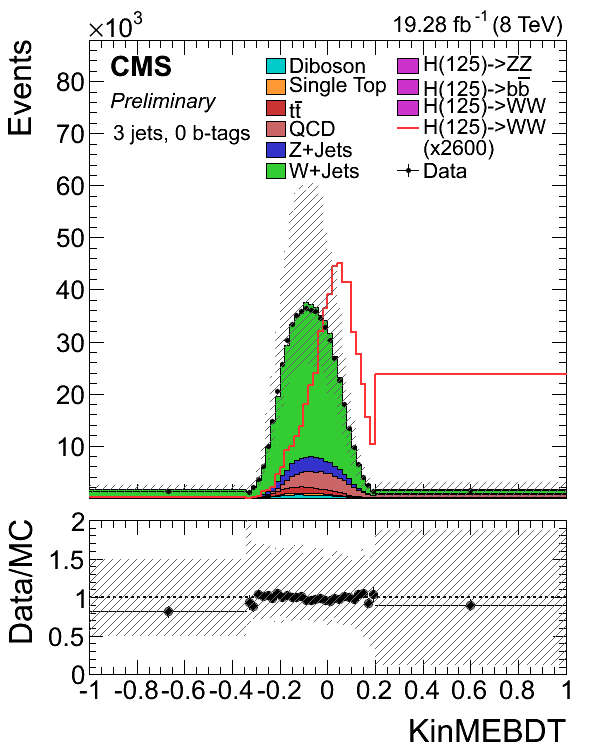 ×10³
19.28 fb⁻¹ (8 TeV)
Events
CMS
Preliminary
3 jets, 0 b-tags
Diboson
Single Top
tt̅
QCD
Z+Jets
W+Jets
H(125)->ZZ
H(125)->bb̅
H(125)->WW
H(125)->WW
(x2600)
Data
80
70
60
50
40
30
20
10
Data/MC
2
1.5
1
0.5
0
-1 -0.8 -0.6 -0.4 -0.2 0 0.2 0.4 0.6 0.8 1
KinMEBDT